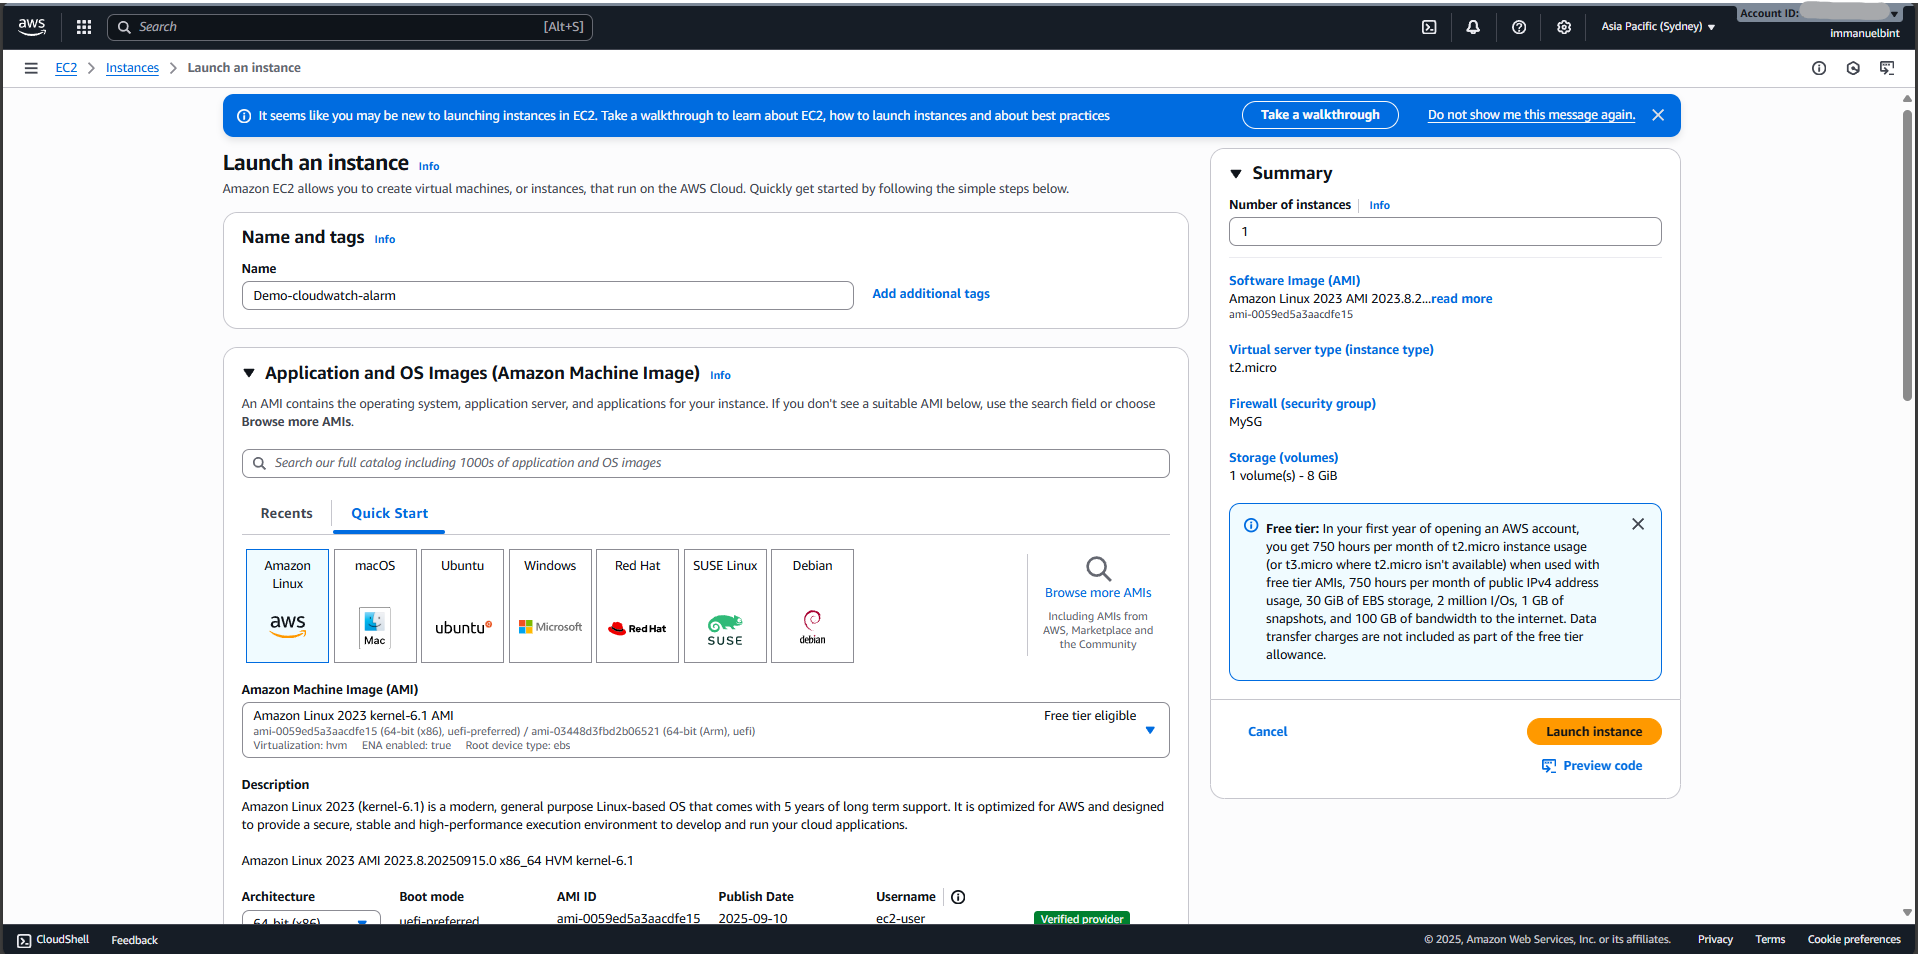 aws
Search
[Alt+S]
Asia Pacific (Sydney)
Account ID:
immanuelbint
EC2
Instances
Launch an instance
It seems like you may be new to launching instances in EC2. Take a walkthrough to learn about EC2, how to launch instances and about best practices
Take a walkthrough
Do not show me this message again.
Launch an instance Info
Amazon EC2 allows you to create virtual machines, or instances, that run on the AWS Cloud. Quickly get started by following the simple steps below.
Name and tags Info
Name
Demo-cloudwatch-alarm
Add additional tags
Application and OS Images (Amazon Machine Image) Info
An AMI contains the operating system, application server, and applications for your instance. If you don't see a suitable AMI below, use the search field or choose
Browse more AMIs.
Search our full catalog including 1000s of application and OS images
Recents
Quick Start
Amazon
Linux
aws
macOS
Mac
Ubuntu
ubuntu
Windows
Microsoft
Red Hat
Red Hat
SUSE Linux
SUSE
Debian
debian
Browse more AMIs
Including AMIs from
AWS, Marketplace and
the Community
Amazon Machine Image (AMI)
Amazon Linux 2023 kernel-6.1 AMI
Free tier eligible
ami-0059ed5a3aacdfe15 (64-bit (x86), uefi-preferred) / ami-03448d3fbd2b06521 (64-bit (Arm), uefi)
Virtualization: hvm ENA enabled: true Root device type: ebs
Description
Amazon Linux 2023 (kernel-6.1) is a modern, general purpose Linux-based OS that comes with 5 years of long term support. It is optimized for AWS and designed
to provide a secure, stable and high-performance execution environment to develop and run your cloud applications.
Amazon Linux 2023 AMI 2023.8.20250915.0 x86_64 HVM kernel-6.1
Architecture
Boot mode
AMI ID
Publish Date
Username
64-bit (x86)
uefi-preferred
ami-0059ed5a3aacdfe15
2025-09-10
ec2-user
Verified provider
Summary
Number of instances Info
1
Software Image (AMI)
Amazon Linux 2023 AMI 2023.8.2...read more
ami-0059ed5a3aacdfe15
Virtual server type (instance type)
t2.micro
Firewall (security group)
MySG
Storage (volumes)
1 volume(s) - 8 GiB
Free tier: In your first year of opening an AWS account,
you get 750 hours per month of t2.micro instance usage
(or t3.micro where t2.micro isn't available) when used with
free tier AMIs, 750 hours per month of public IPv4 address
usage, 30 GiB of EBS storage, 2 million I/Os, 1 GB of
snapshots, and 100 GB of bandwidth to the internet. Data
transfer charges are not included as part of the free tier
allowance.
Cancel
Launch instance
Preview code
CloudShell
Feedback
© 2025, Amazon Web Services, Inc. or its affiliates.
Privacy
Terms
Cookie preferences